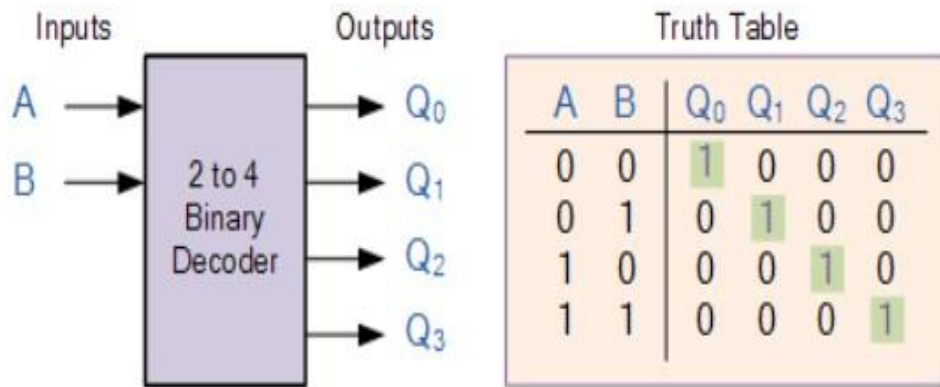 Inputs
Outputs
A
B
2 to 4
Binary
Decoder
Q₀
Q₁
Q₂
Q₃
Truth Table
A B Q₀ Q₁ Q₂ Q₃
0 0 1 0 0 0
0 1 0 1 0 0
1 0 0 0 1 0
1 1 0 0 0 1